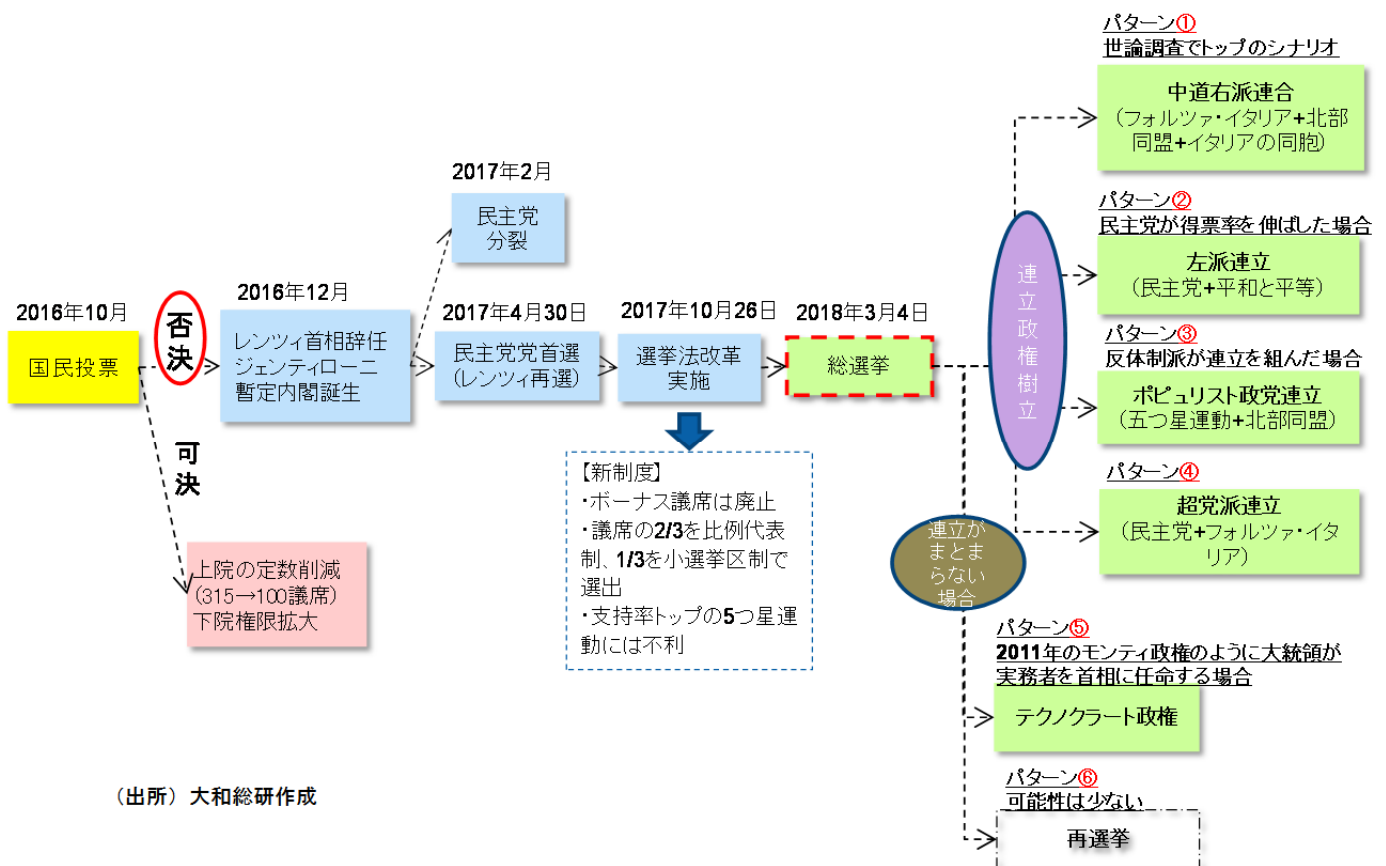 2016年10月
国民投票
否
決
可
決
上院の定数削減
(315→100議席)
下院権限拡大
2016年12月
レンツィ首相辞任
ジェンティローニ
暫定内閣誕生
2017年2月
民主党
分裂
2017年4月30日
民主党党首選
(レンツィ再選)
2017年10月26日
選挙法改革
実施
【新制度】
・ボーナス議席は廃止
・議席の2/3を比例代表
制、1/3を小選挙区制で
選出
・支持率トップの5つ星運
動には不利
2018年3月4日
総選挙
連立政権樹立
連立が
まとま
らない
場合
パターン①
世論調査でトップのシナリオ
中道右派連合
(フォルツァ・イタリア+北部
同盟+イタリアの同胞)
パターン②
民主党が得票率を伸ばした場合
左派連立
(民主党+平和と平等)
パターン③
反体制派が連立を組んだ場合
ポピュリスト政党連立
(五つ星運動+北部同盟)
パターン④
超党派連立
(民主党+フォルツァ・イタ
リア)
パターン⑤
2011年のモンティ政権のように大統領が
実務者を首相に任命する場合
テクノクラート政権
パターン⑥
可能性は少ない
再選挙
(出所) 大和総研作成